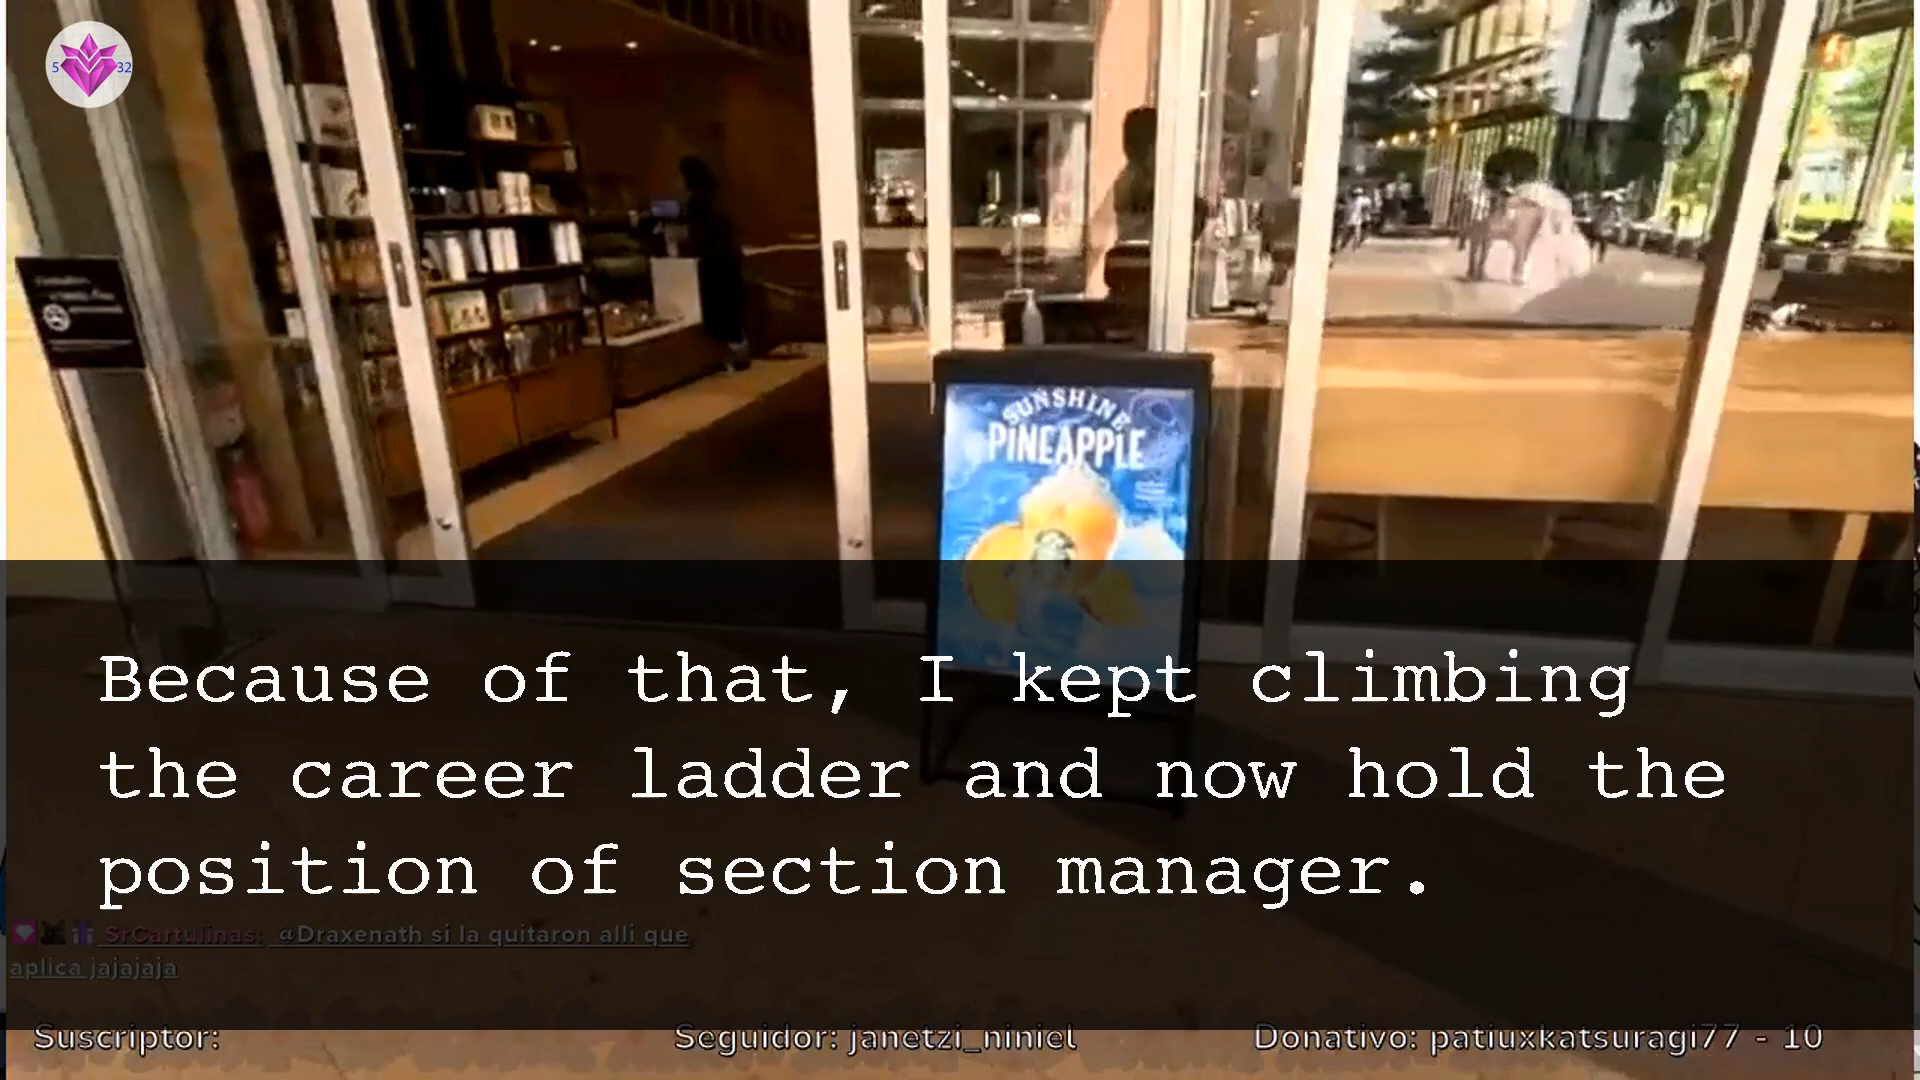 5 32
SUNSHINE
PINEAPPLE
Because of that, I kept climbing
the career ladder and now hold the
position of section manager.
SrCartulinas: @Draxenath si la quitaron alli que
aplica jajajaja
Suscriptor:
Seguidor: janetzi_niniel
Donativo: patiuxkatsuragi77 - 10